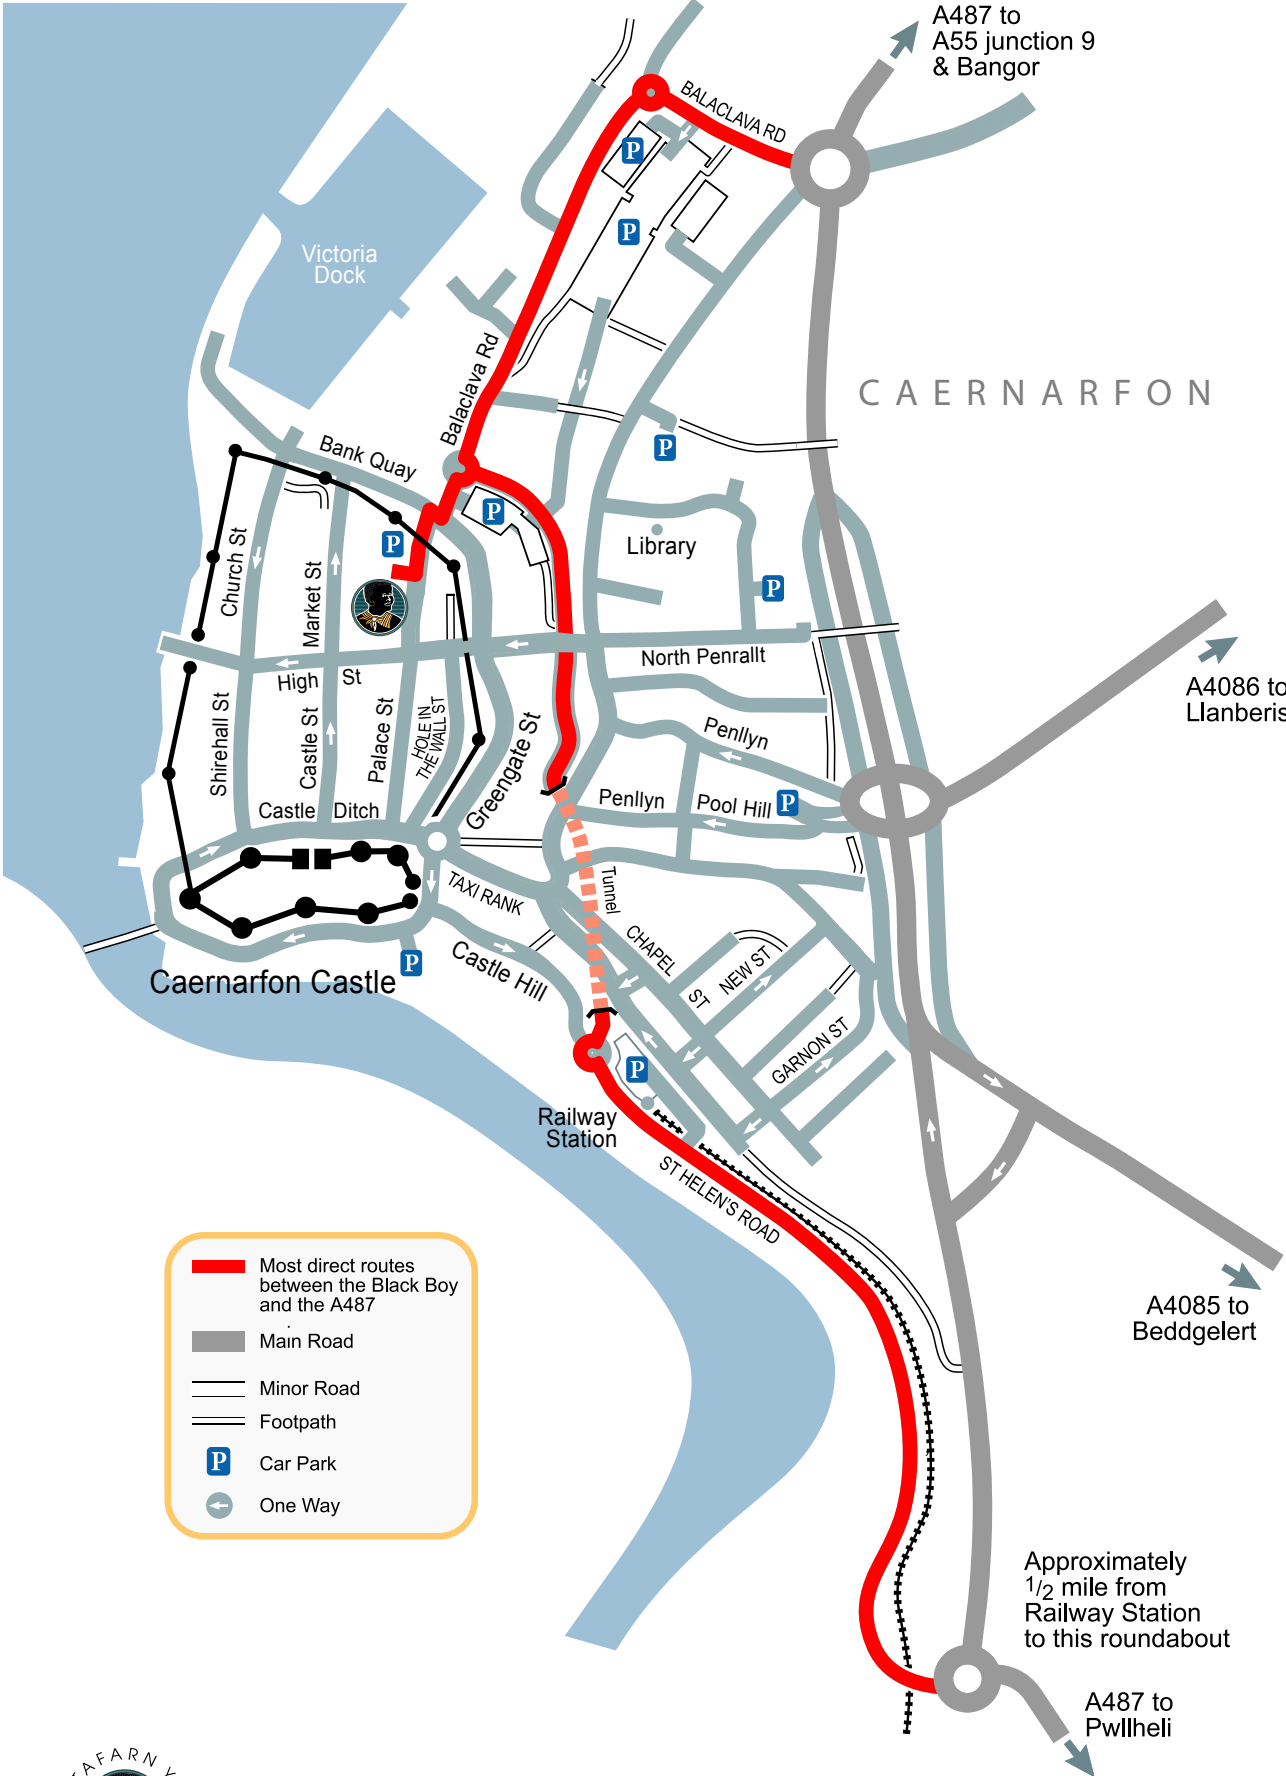 A487 to
A55 junction 9
& Bangor
BALACLAVA RD
P
P
Victoria
Dock
CAERNARFON
Balaclava Rd
Bank Quay
P
P
P
Library
P
Church St
Market St
North Penrallt
High St
A4086 to
Llanberis
Shirehall St
Castle St
Palace St
HOLE IN
THE WALL ST
Greengate St
Penllyn
Penllyn
Pool Hill
P
Castle Ditch
TAXI RANK
Tunnel
CHAPEL
ST
NEW ST
Castle Hill
P
Caernarfon Castle
GARNON ST
P
Railway
Station
ST HELEN'S ROAD
Most direct routes
between the Black Boy
and the A487
Main Road
Minor Road
Footpath
P
Car Park
One Way
A4085 to
Beddgelert
Approximately
1/2 mile from
Railway Station
to this roundabout
A487 to
Pwllheli
AFARN